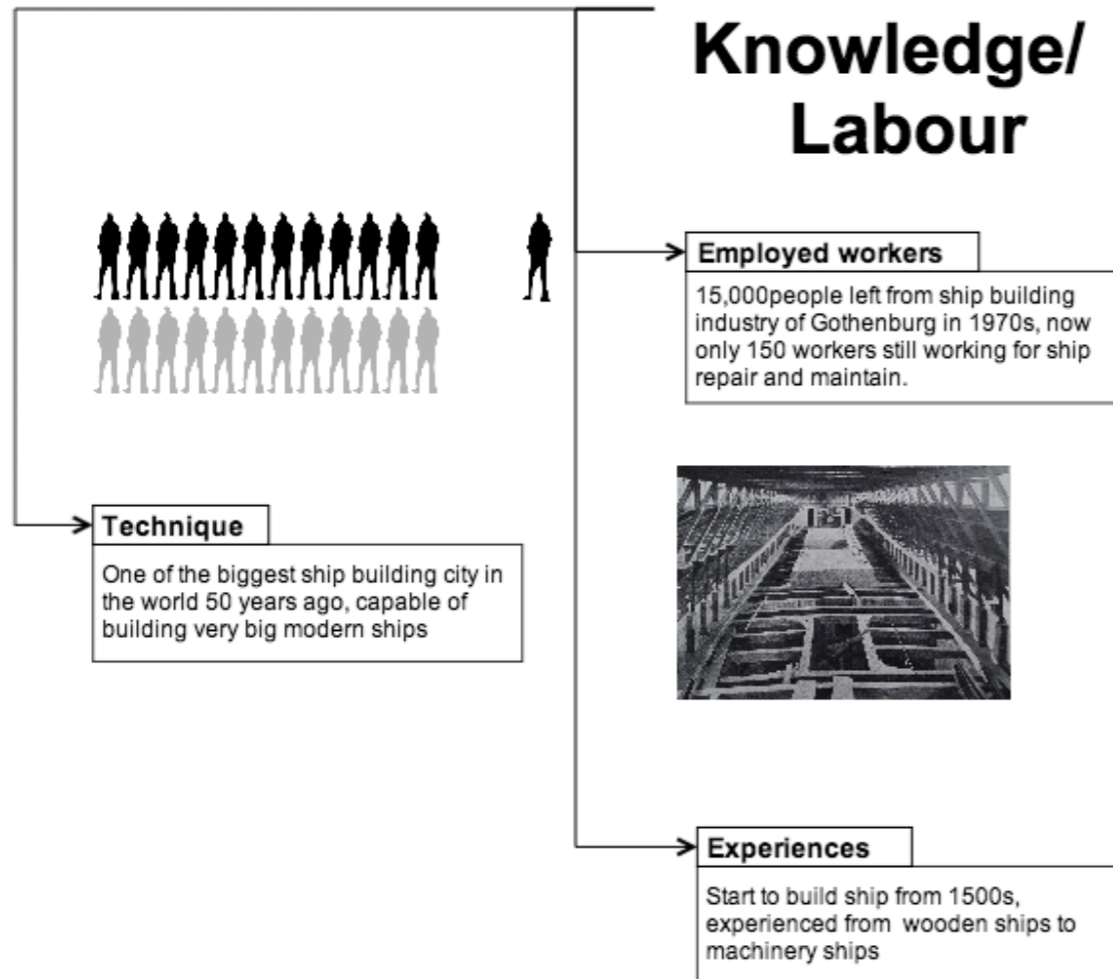 Knowledge/
Labour
Employed workers
15,000people left from ship building
industry of Gothenburg in 1970s, now
only 150 workers still working for ship
repair and maintain.
Technique
One of the biggest ship building city in
the world 50 years ago, capable of
building very big modern ships
Experiences
Start to build ship from 1500s,
experienced from  wooden ships to
machinery ships